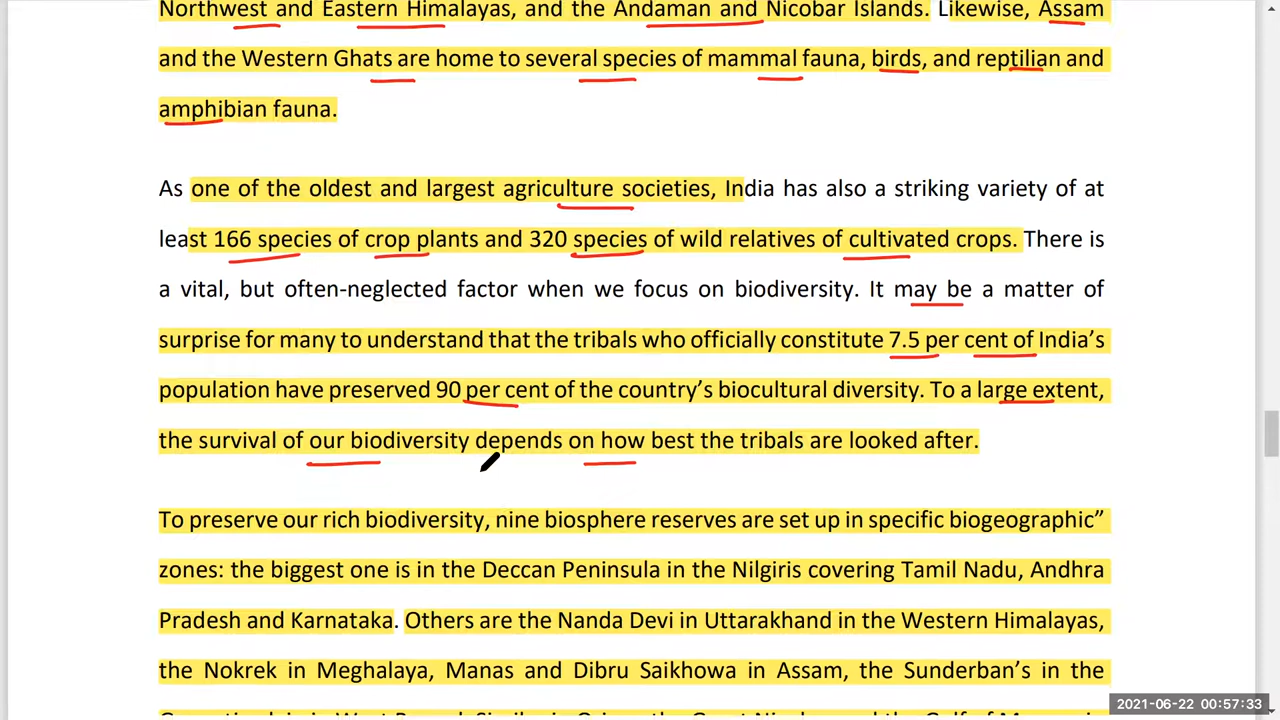 Northwest and Eastern Himalayas, and the Andaman and Nicobar Islands. Likewise, Assam
and the Western Ghats are home to several species of mammal fauna, birds, and reptilian and
amphibian fauna.
As one of the oldest and largest agriculture societies, India has also a striking variety of at
least 166 species of crop plants and 320 species of wild relatives of cultivated crops. There is
a vital, but often-neglected factor when we focus on biodiversity. It may be a matter of
surprise for many to understand that the tribals who officially constitute 7.5 per cent of India’s
population have preserved 90 per cent of the country’s biocultural diversity. To a large extent,
the survival of our biodiversity depends on how best the tribals are looked after.
To preserve our rich biodiversity, nine biosphere reserves are set up in specific biogeographic”
zones: the biggest one is in the Deccan Peninsula in the Nilgiris covering Tamil Nadu, Andhra
Pradesh and Karnataka. Others are the Nanda Devi in Uttarakhand in the Western Himalayas,
the Nokrek in Meghalaya, Manas and Dibru Saikhowa in Assam, the Sunderban’s in the
2021-06-22 00:57:33